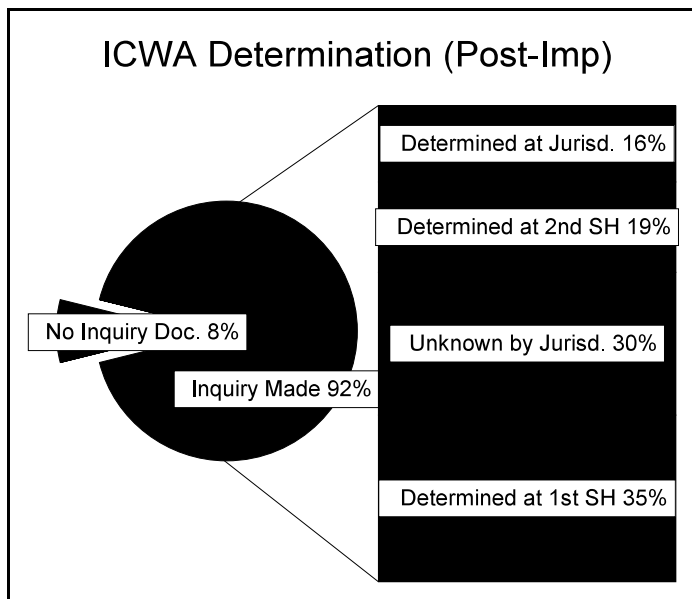 ICWA Determination (Post-Imp)
Determined at Jurisd. 16%
Determined at 2nd SH 19%
No Inquiry Doc. 8%
Unknown by Jurisd. 30%
Inquiry Made 92%
Determined at 1st SH 35%